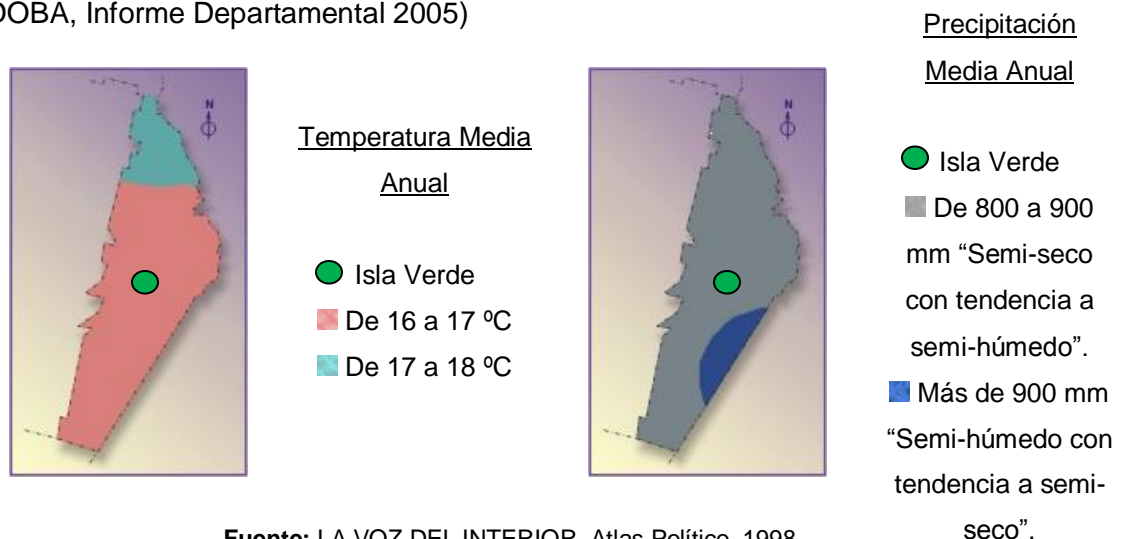 DOBA, Informe Departamental 2005)
N
Temperatura Media
Anual
Isla Verde
De 16 a 17 ºC
De 17 a 18 ºC
N
Precipitación
Media Anual
Isla Verde
De 800 a 900
mm “Semi-seco
con tendencia a
semi-húmedo”.
Más de 900 mm
“Semi-húmedo con
tendencia a semi-
seco”.
Fuente: LA VOZ DEL INTERIOR, Atlas Político, 1998